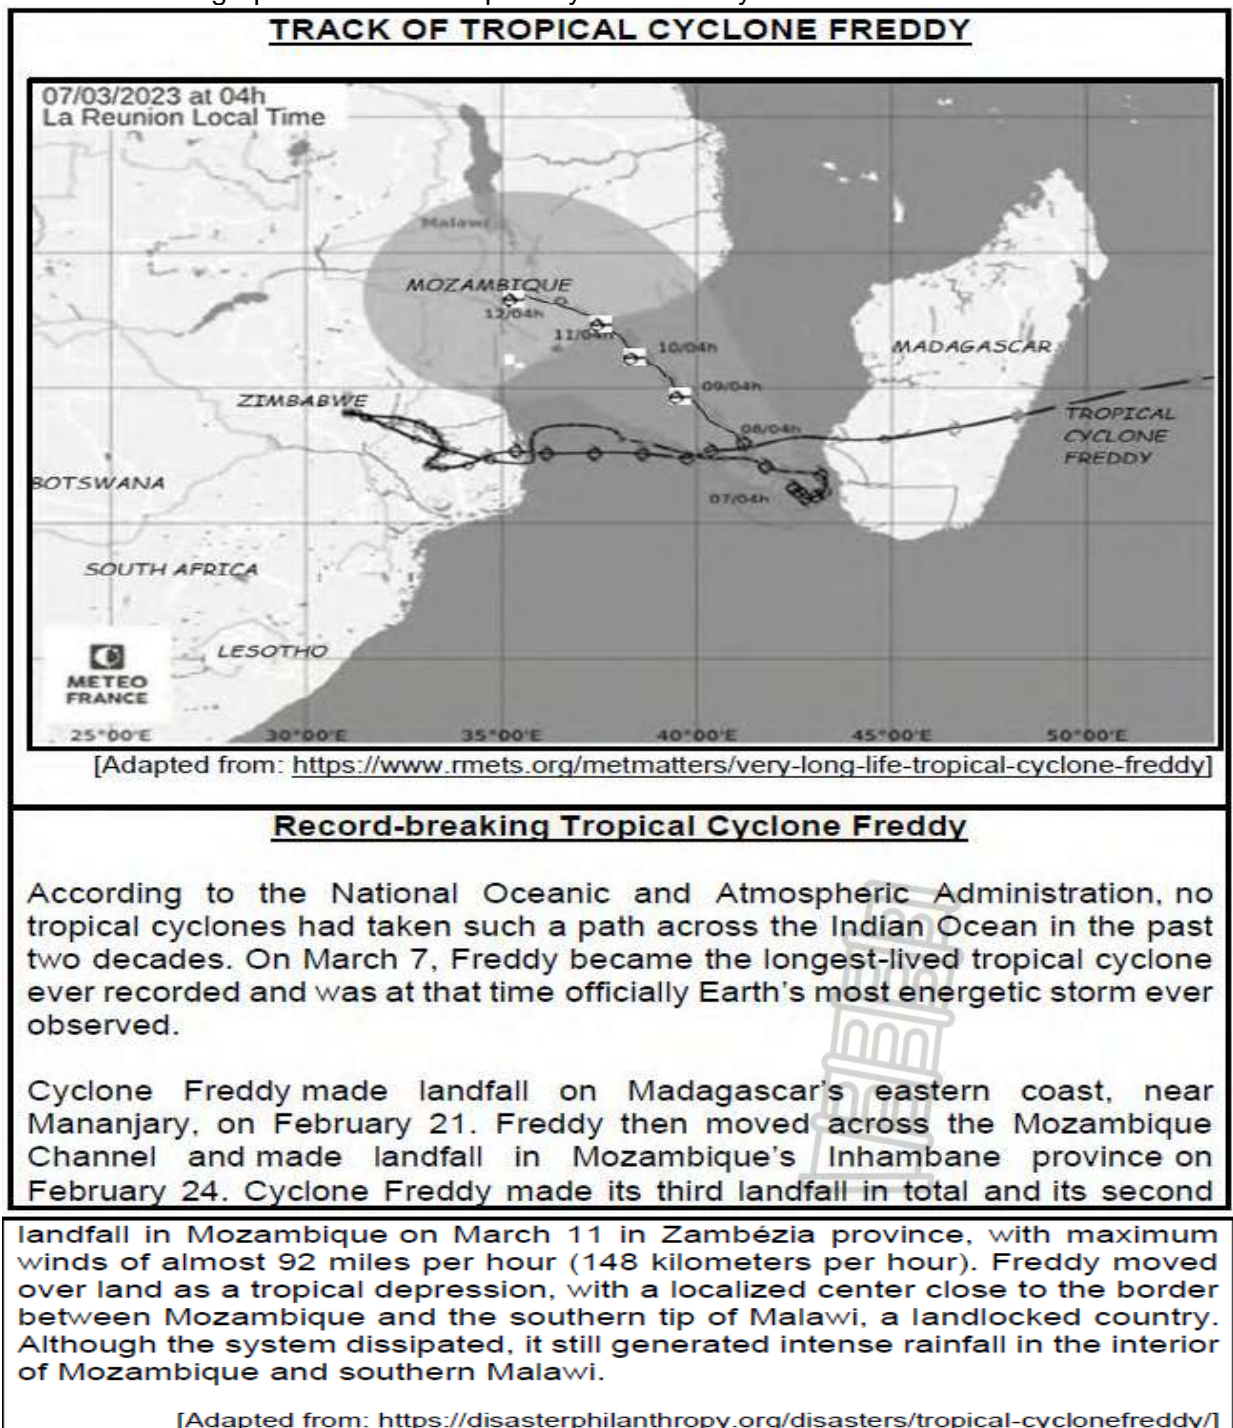 TRACK OF TROPICAL CYCLONE FREDDY
07/03/2023 at 04h
La Reunion Local Time
Malawi
MOZAMBIQUE
12/04h
11/04h
10/04h
MADAGASCAR
09/04h
ZIMBABWE
TROPICAL
CYCLONE
FREDDY
08/04h
BOTSWANA
07/04h
SOUTH AFRICA
LESOTHO
METEO
FRANCE
25°00'E 30°00'E 35°00'E 40°00'E 45°00'E 50°00'E
[Adapted from: https://www.rmets.org/metmatters/very-long-life-tropical-cyclone-freddy]
Record-breaking Tropical Cyclone Freddy
According to the National Oceanic and Atmospheric Administration, no
tropical cyclones had taken such a path across the Indian Ocean in the past
two decades. On March 7, Freddy became the longest-lived tropical cyclone
ever recorded and was at that time officially Earth's most energetic storm ever
observed.
Cyclone Freddy made landfall on Madagascar's eastern coast, near
Mananjary, on February 21. Freddy then moved across the Mozambique
Channel and made landfall in Mozambique's Inhambane province on
February 24. Cyclone Freddy made its third landfall in total and its second
landfall in Mozambique on March 11 in Zambézia province, with maximum
winds of almost 92 miles per hour (148 kilometers per hour). Freddy moved
over land as a tropical depression, with a localized center close to the border
between Mozambique and the southern tip of Malawi, a landlocked country.
Although the system dissipated, it still generated intense rainfall in the interior
of Mozambique and southern Malawi.
[Adapted from: https://disasterphilanthropy.org/disasters/tropical-cyclonefreddy/]